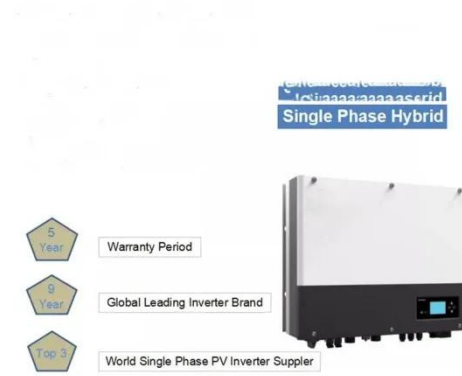 Single Phase Hybrid
5
Year
Warranty Period
9
Year
Global Leading Inverter Brand
Top 3
World Single Phase PV Inverter Suppler